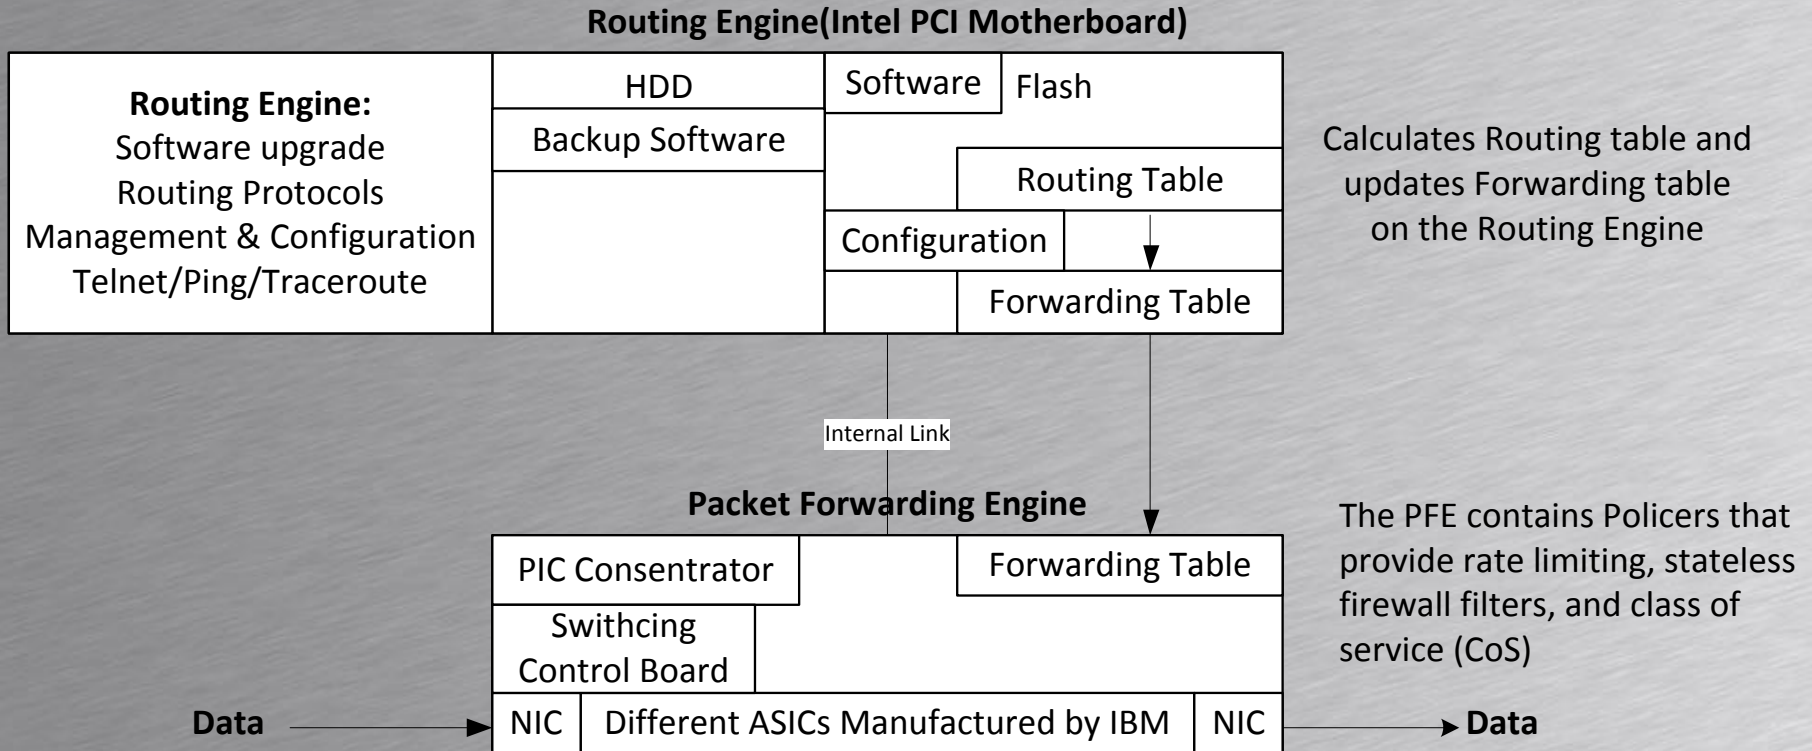 Routing Engine(Intel PCI Motherboard)
Routing Engine:
Software upgrade
Routing Protocols
Management & Configuration
Telnet/Ping/Traceroute
HDD
Backup Software
Software
Flash
Routing Table
Configuration
Forwarding Table
Calculates Routing table and
updates Forwarding table
on the Routing Engine
Internal Link
Packet Forwarding Engine
PIC Consentrator
Forwarding Table
Swithcing
Control Board
The PFE contains Policers that
provide rate limiting, stateless
firewall filters, and class of
service (CoS)
Data
NIC
Different ASICs Manufactured by IBM
NIC
Data